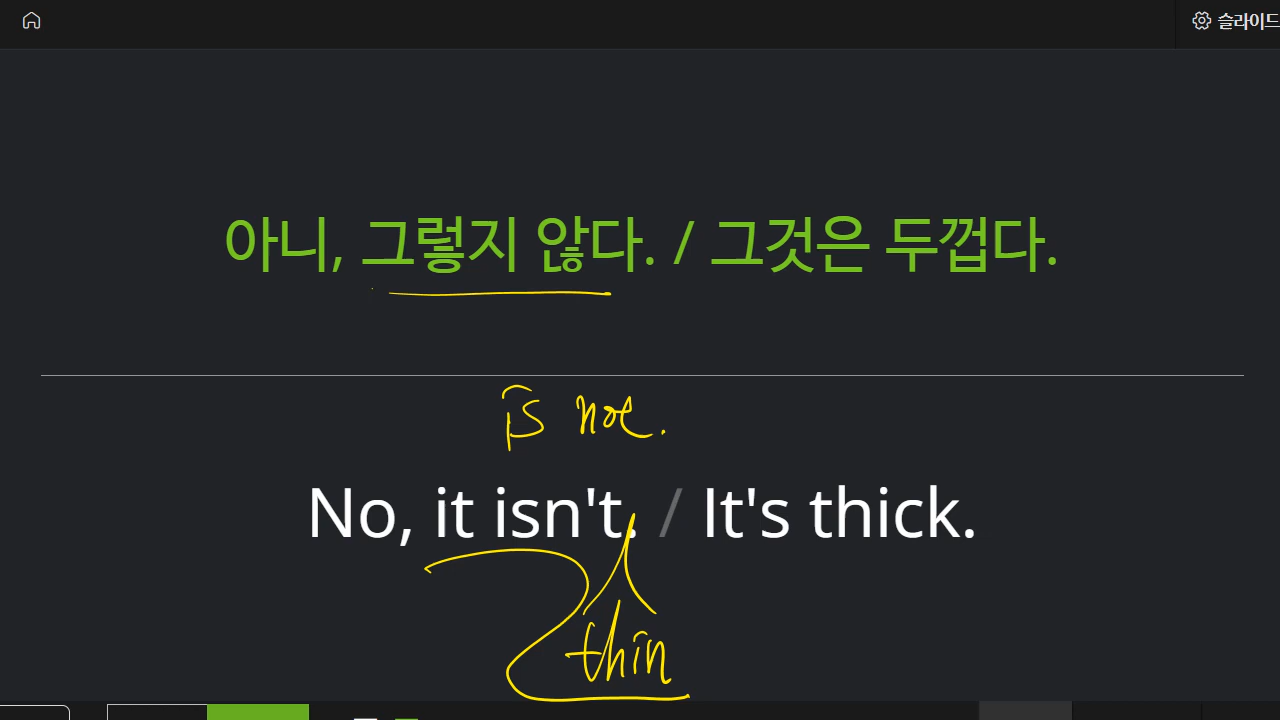 슬라이드
아니, 그렇지 않다. / 그것은 두껍다.
is not.
No, it isn't. / It's thick.
thin